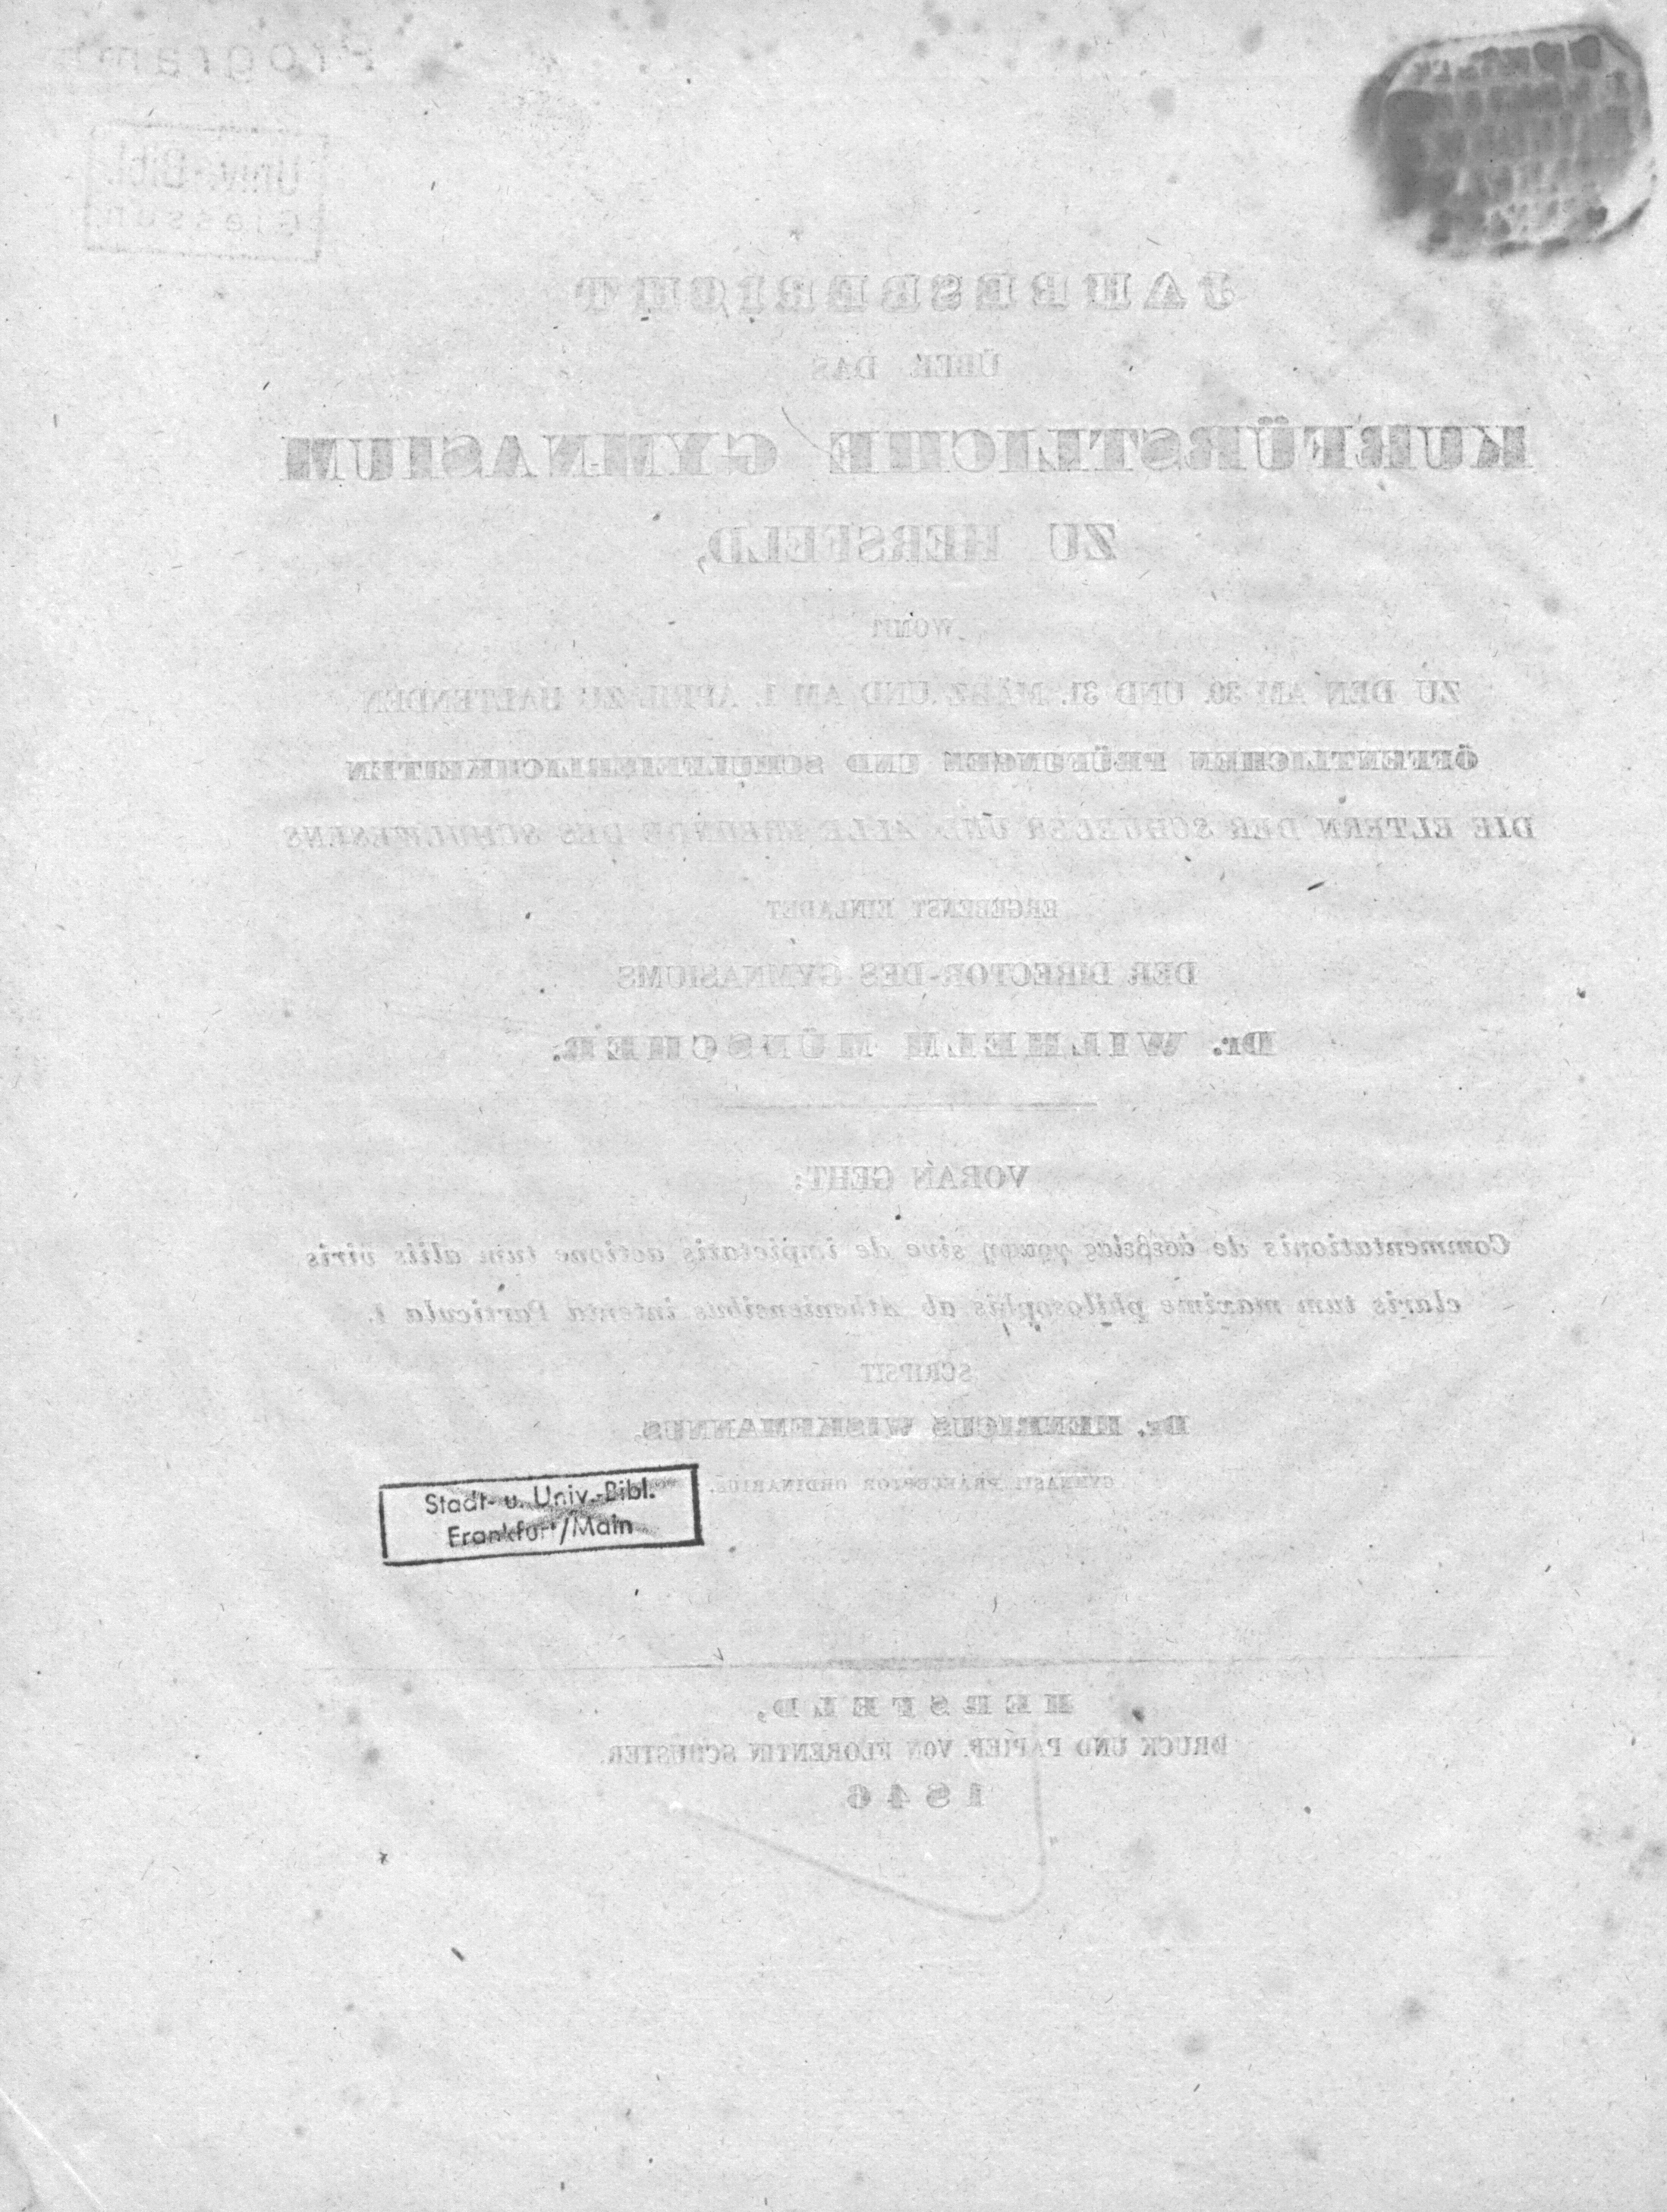 Program
Univ.-Bibl.
Giessen
JAHRESBERICHT
ÜBER DAS
KURFÜRSTLICHE GYMNASIUM
ZU HERSFELD,
WOMIT
ZU DEN AM 30. UND 31. MÄRZ UND AM 1. APRIL ZU HALTENDEN
ÖFFENTLICHEN PRÜFUNGEN UND SCHULFEIERLICHKEITEN
DIE ELTERN DER SCHÜLER UND ALLE FREUNDE DES SCHULWESENS
ERGEBENST EINLADET
DER DIRECTOR DES GYMNASIUMS
Dr. WILHELM MÜNSCHER.
VORAN GEHT:
Commentationis de ἀσεβείας γραφῇ sive de impietatis actione tum aliis viris
claris tum maxime philosophis ab Atheniensibus intenta Particula I.
SCRIPSIT
Dr. HENRICUS WISKEMANNUS,
GYMNASII PRAECEPTOR ORDINARIUS.
Stadt- u. Univ.-Bibl.
Frankfurt/Main
HERSFELD,
DRUCK UND PAPIER VON FLORENTIN SCHUSTER.
1846